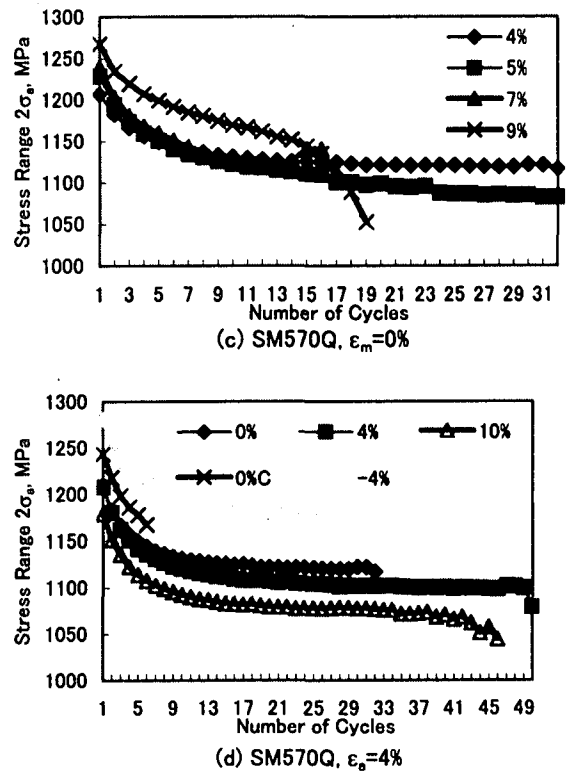 Stress Range 2σₐ, MPa
1300
1250
1200
1150
1100
1050
1000
4%
5%
7%
9%
1 3 5 7 9 11 13 15 17 19 21 23 25 27 29 31
Number of Cycles
(c) SM570Q, εm=0%
Stress Range 2σₐ, MPa
1300
1250
1200
1150
1100
1050
1000
0% 4% 10%
0%C -4%
1 5 9 13 17 21 25 29 33 37 41 45 49
Number of Cycles
(d) SM570Q, εₐ=4%